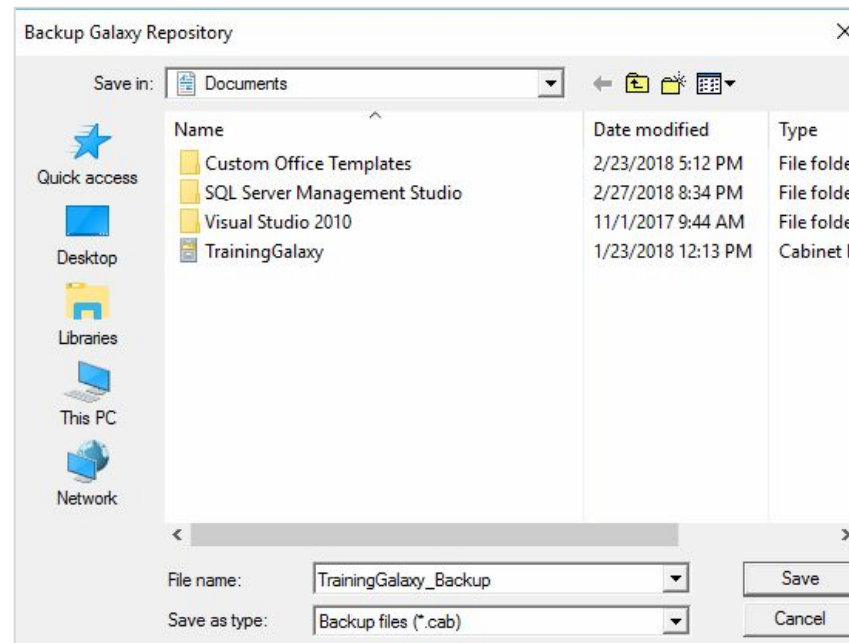 Backup Galaxy Repository
Save in: Documents
Name Date modified Type
Custom Office Templates 2/23/2018 5:12 PM File folde
SQL Server Management Studio 2/27/2018 8:34 PM File folde
Visual Studio 2010 11/1/2017 9:44 AM File folde
TrainingGalaxy 1/23/2018 12:13 PM Cabinet
Quick access
Desktop
Libraries
This PC
Network
File name: TrainingGalaxy_Backup Save
Save as type: Backup files (*.cab) Cancel